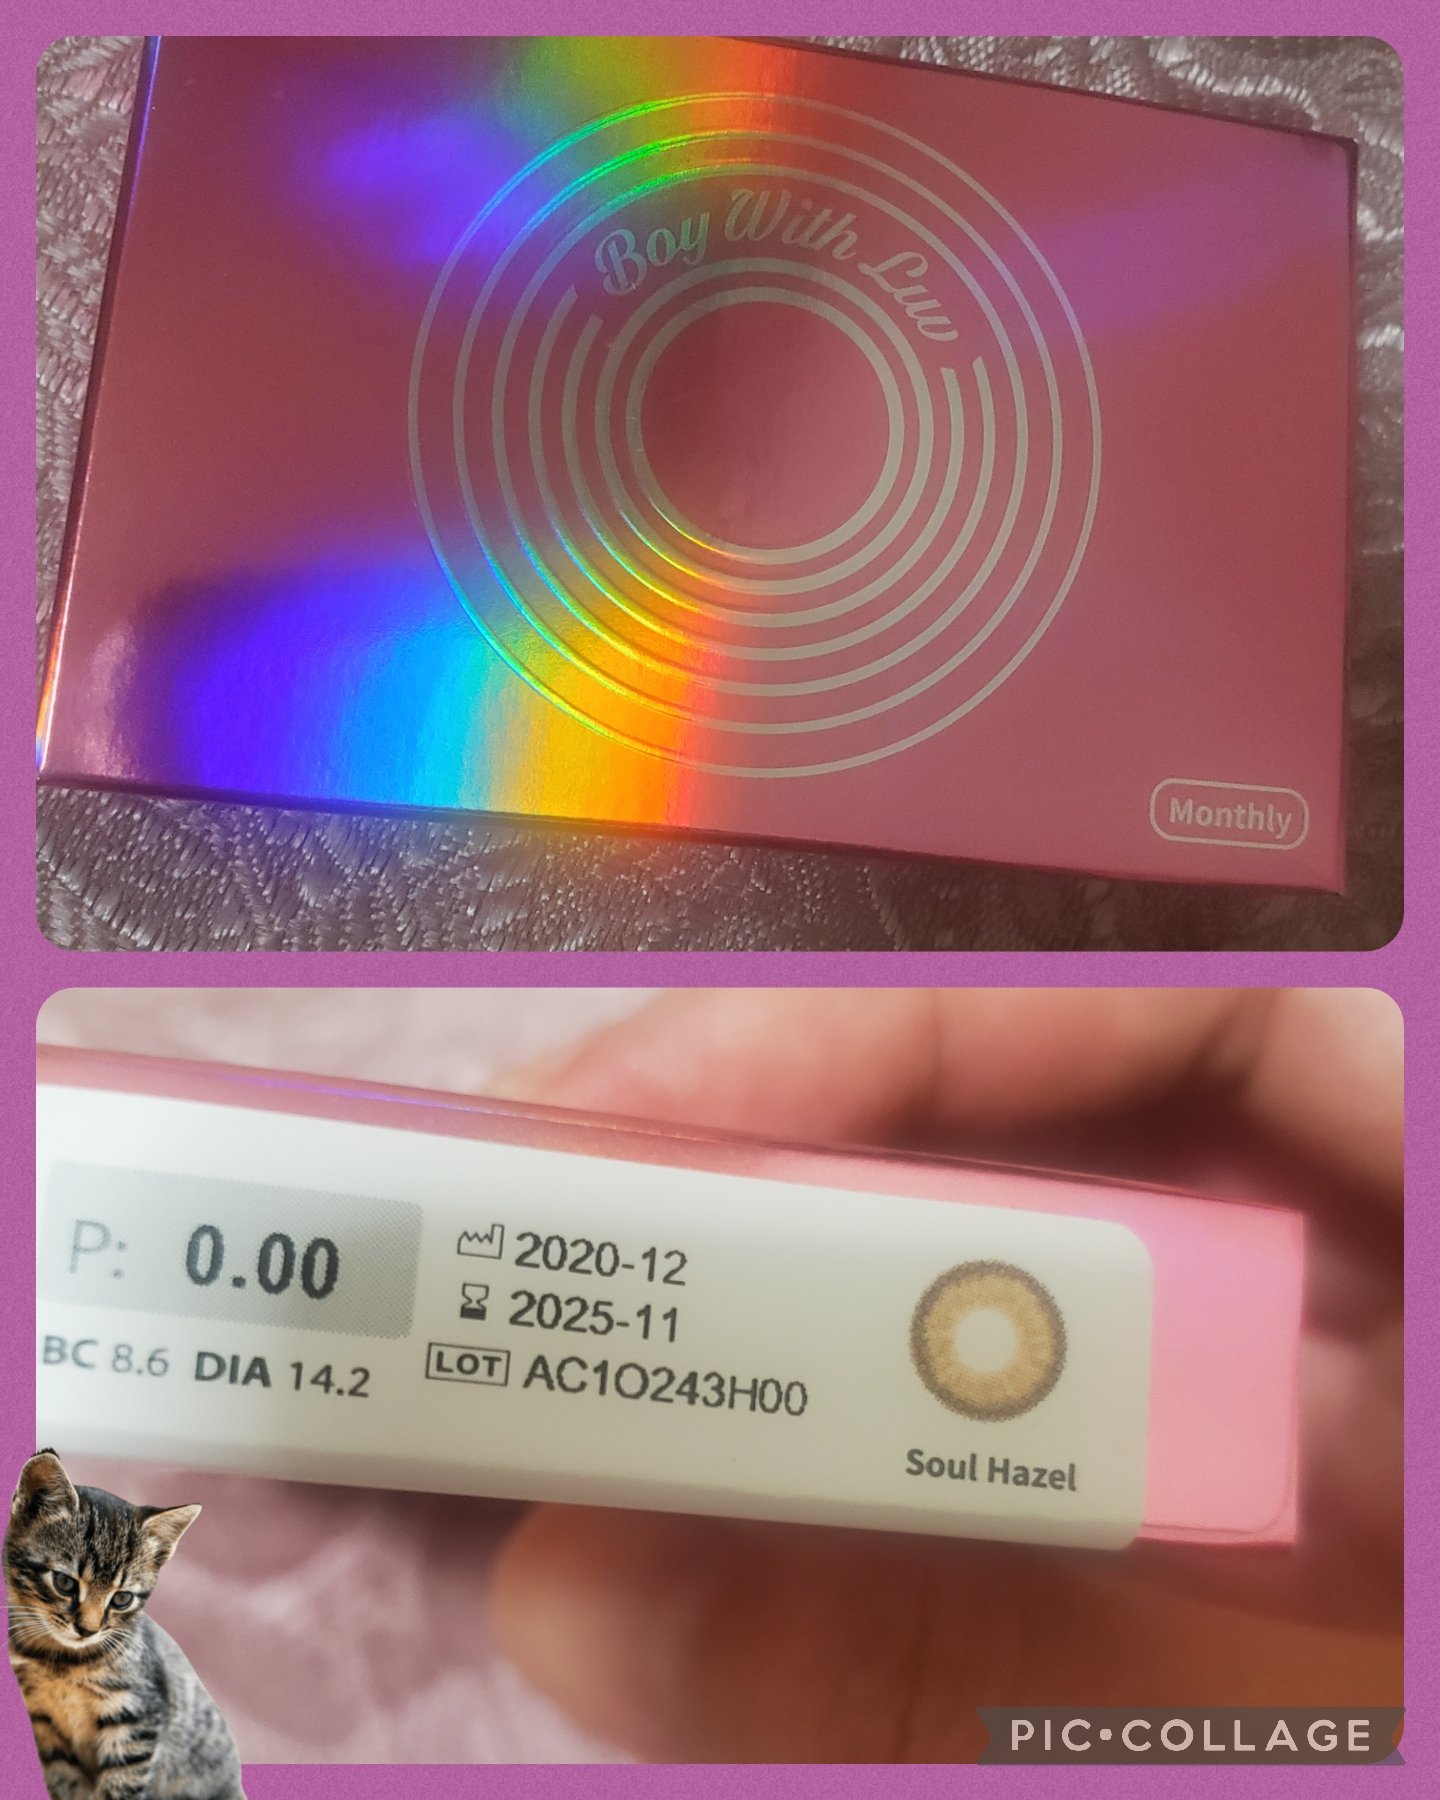 Boy With Luv
Monthly
P: 0.00
BC 8.6 DIA 14.2
2020-12
2025-11
LOT AC1O243H00
Soul Hazel
PIC•COLLAGE